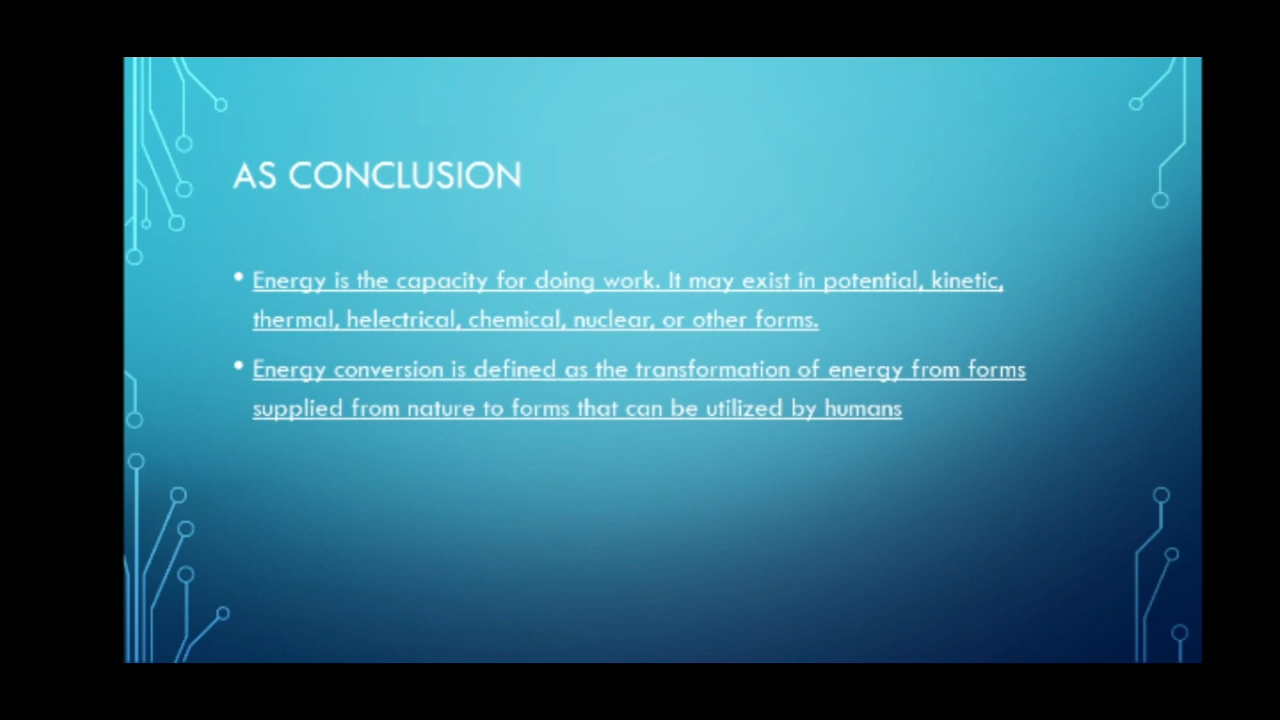 AS CONCLUSION
• Energy is the capacity for doing work. It may exist in potential, kinetic,
thermal, helectrical, chemical, nuclear, or other forms.
• Energy conversion is defined as the transformation of energy from forms
supplied from nature to forms that can be utilized by humans